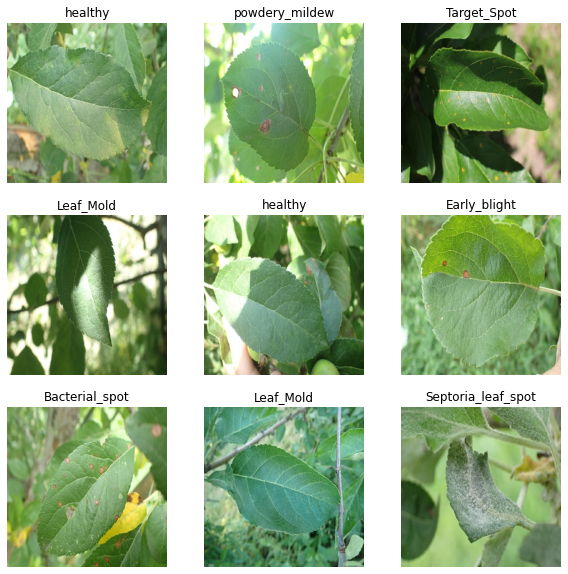 healthy
powdery_mildew
Target_Spot
Leaf_Mold
healthy
Early_blight
Bacterial_spot
Leaf_Mold
Septoria_leaf_spot